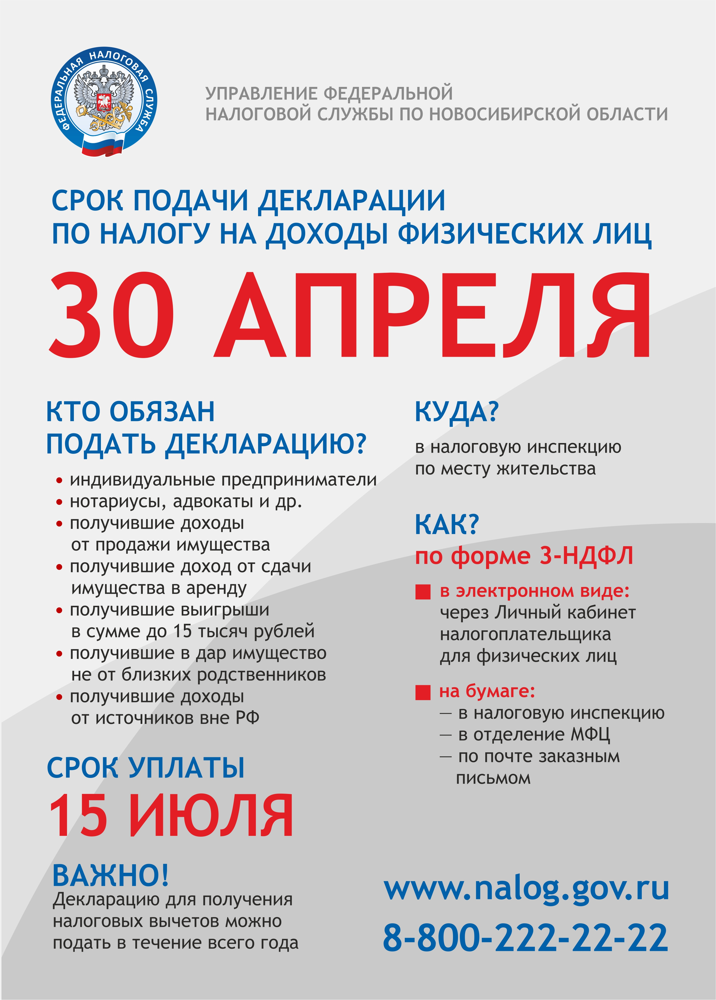 ФЕДЕРАЛЬНАЯ НАЛОГОВАЯ СЛУЖБА
УПРАВЛЕНИЕ ФЕДЕРАЛЬНОЙ
НАЛОГОВОЙ СЛУЖБЫ ПО НОВОСИБИРСКОЙ ОБЛАСТИ
СРОК ПОДАЧИ ДЕКЛАРАЦИИ
ПО НАЛОГУ НА ДОХОДЫ ФИЗИЧЕСКИХ ЛИЦ
30 АПРЕЛЯ
КТО ОБЯЗАН
ПОДАТЬ ДЕКЛАРАЦИЮ?
• индивидуальные предприниматели
• нотариусы, адвокаты и др.
• получившие доходы
от продажи имущества
• получившие доход от сдачи
имущества в аренду
• получившие выигрыши
в сумме до 15 тысяч рублей
• получившие в дар имущество
не от близких родственников
• получившие доходы
от источников вне РФ
СРОК УПЛАТЫ
15 ИЮЛЯ
ВАЖНО!
Декларацию для получения
налоговых вычетов можно
подать в течение всего года
КУДА?
в налоговую инспекцию
по месту жительства
КАК?
по форме 3-НДФЛ
в электронном виде:
через Личный кабинет
налогоплательщика
для физических лиц
на бумаге:
— в налоговую инспекцию
— в отделение МФЦ
— по почте заказным
письмом
www.nalog.gov.ru
8-800-222-22-22